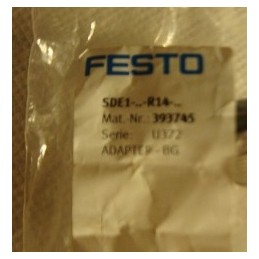 FESTO
SDE1-..-R14-..
Mat.-Nr.: 393745
Serie: U372
ADAPTER - BG